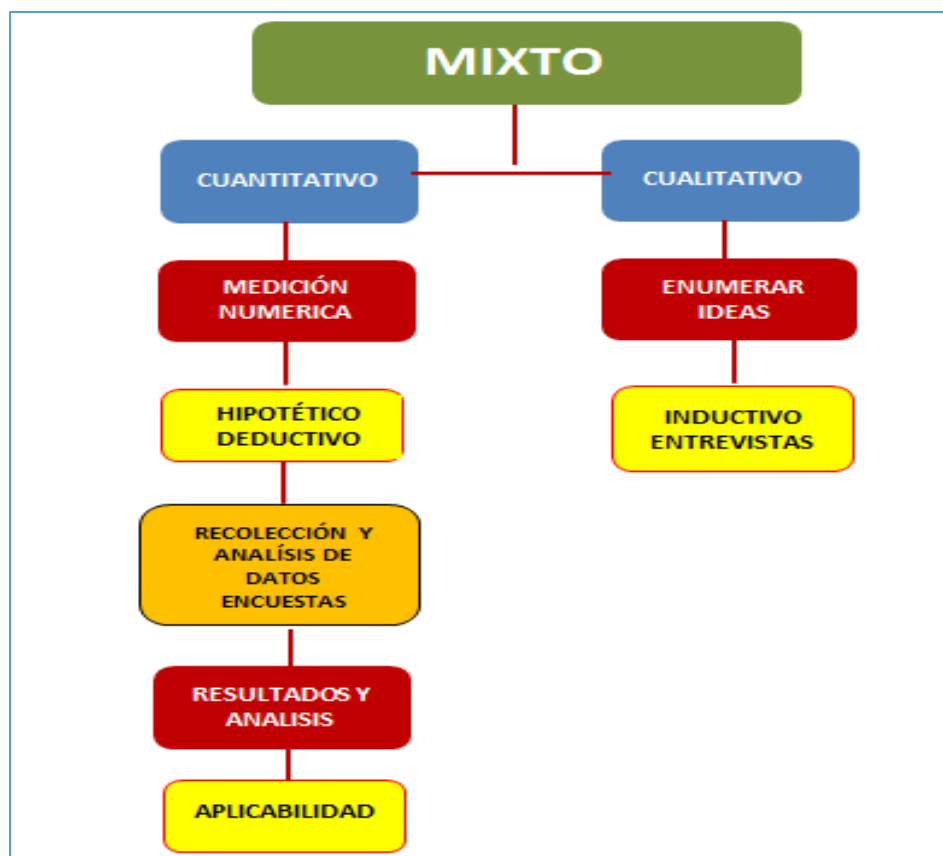 MIXTO
CUANTITATIVO
CUALITATIVO
MEDICIÓN
NUMERICA
ENUMERAR
IDEAS
HIPOTÉTICO
DEDUCTIVO
INDUCTIVO
ENTREVISTAS
RECOLECCIÓN Y
ANALÍSIS DE
DATOS
ENCUESTAS
RESULTADOS Y
ANALISIS
APLICABILIDAD